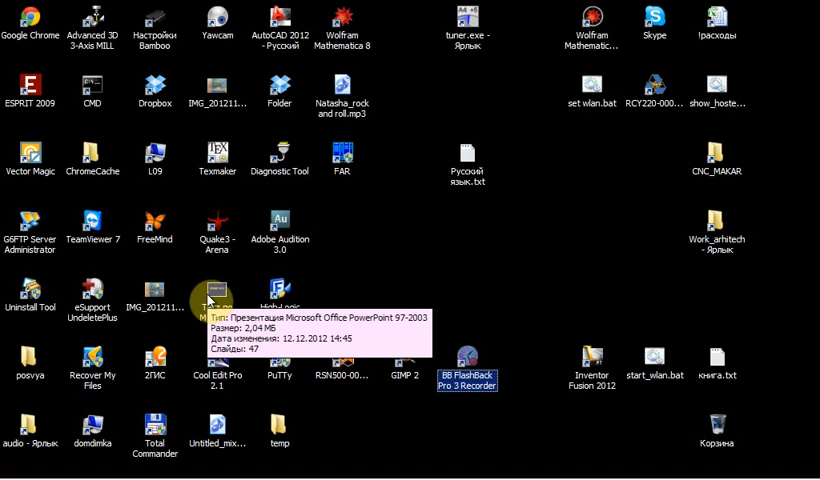 Google Chrome
Advanced 3D
3-Axis MILL
Настройки
Bamboo
Yawcam
AutoCAD 2012
- Русский
Wolfram
Mathematica 8
A4 +6
tuner.exe -
Ярлык
Wolfram
Mathematic...
Skype
!расходы
ESPRIT 2009
CMD
Dropbox
IMG_201211...
Folder
Natasha_rock
and roll.mp3
set wlan.bat
RCY220-000...
show_hoste...
Vector Magic
ChromeCache
L09
TEX
Texmaker
Diagnostic Tool
FAR
Русский
язык.txt
CNC_MAKAR
G6FTP Server
Administrator
TeamViewer 7
FreeMind
Quake3 -
Arena
Au
Adobe Audition
3.0
Work_arhitech
- Ярлык
Uninstall Tool
eSupport
UndeletePlus
IMG_201211...
High-Logic
Тип: Презентация Microsoft Office PowerPoint 97-2003
Размер: 2,04 МБ
Дата изменения: 12.12.2012 14:45
Слайды: 47
posvya
Recover My
Files
2ГИС
Cool Edit Pro
2.1
PuTTy
RSN500-00...
GIMP 2
BB FlashBack
Pro 3 Recorder
Inventor
Fusion 2012
start_wlan.bat
книга.txt
audio - Ярлык
domdimka
Total
Commander
Untitled_mix...
temp
Корзина